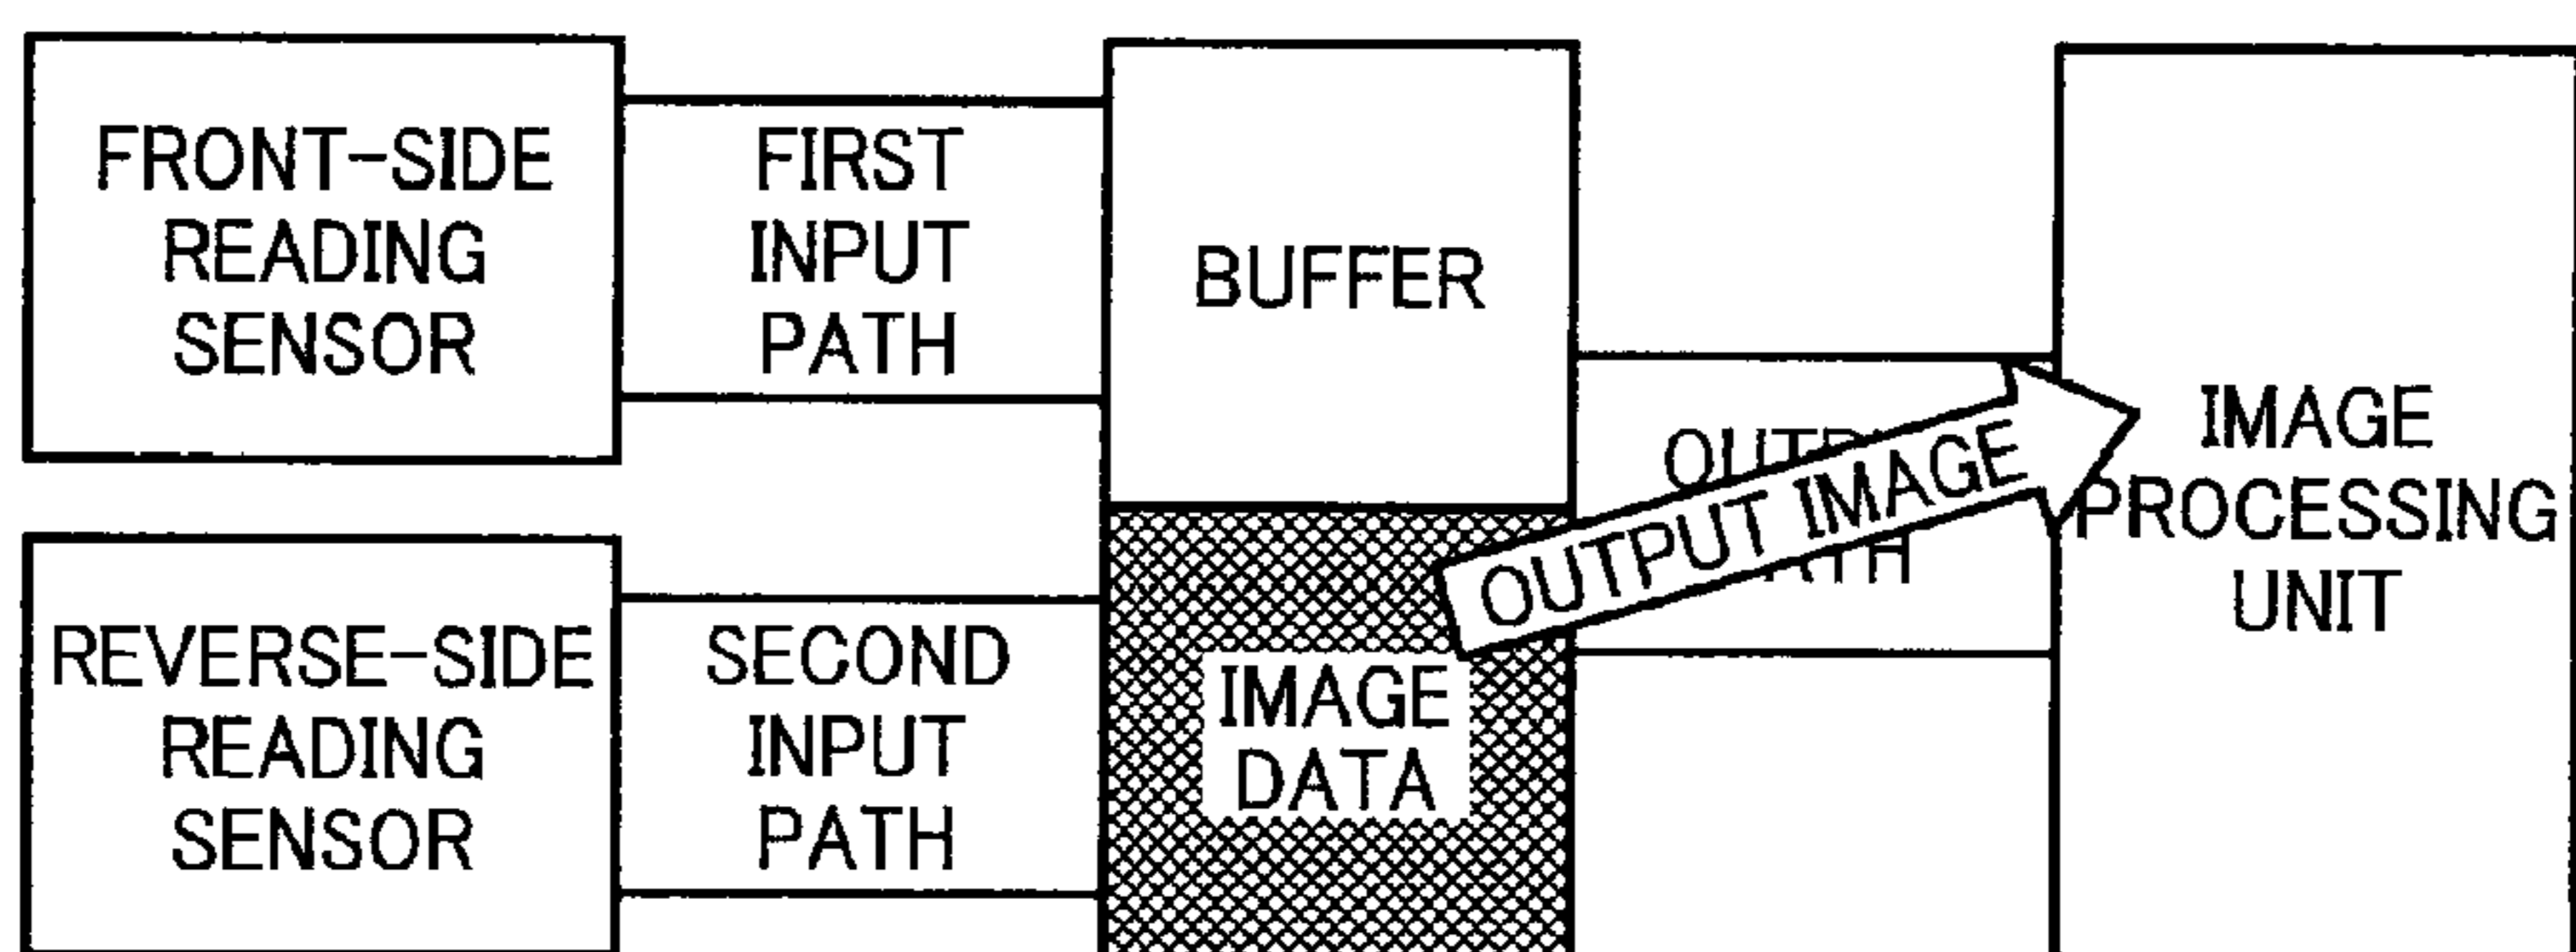 FRONT-SIDE
READING
SENSOR
FIRST
INPUT
PATH
BUFFER
REVERSE-SIDE
READING
SENSOR
SECOND
INPUT
PATH
IMAGE
DATA
OUTPUT IMAGE
IMAGE
PROCESSING
UNIT